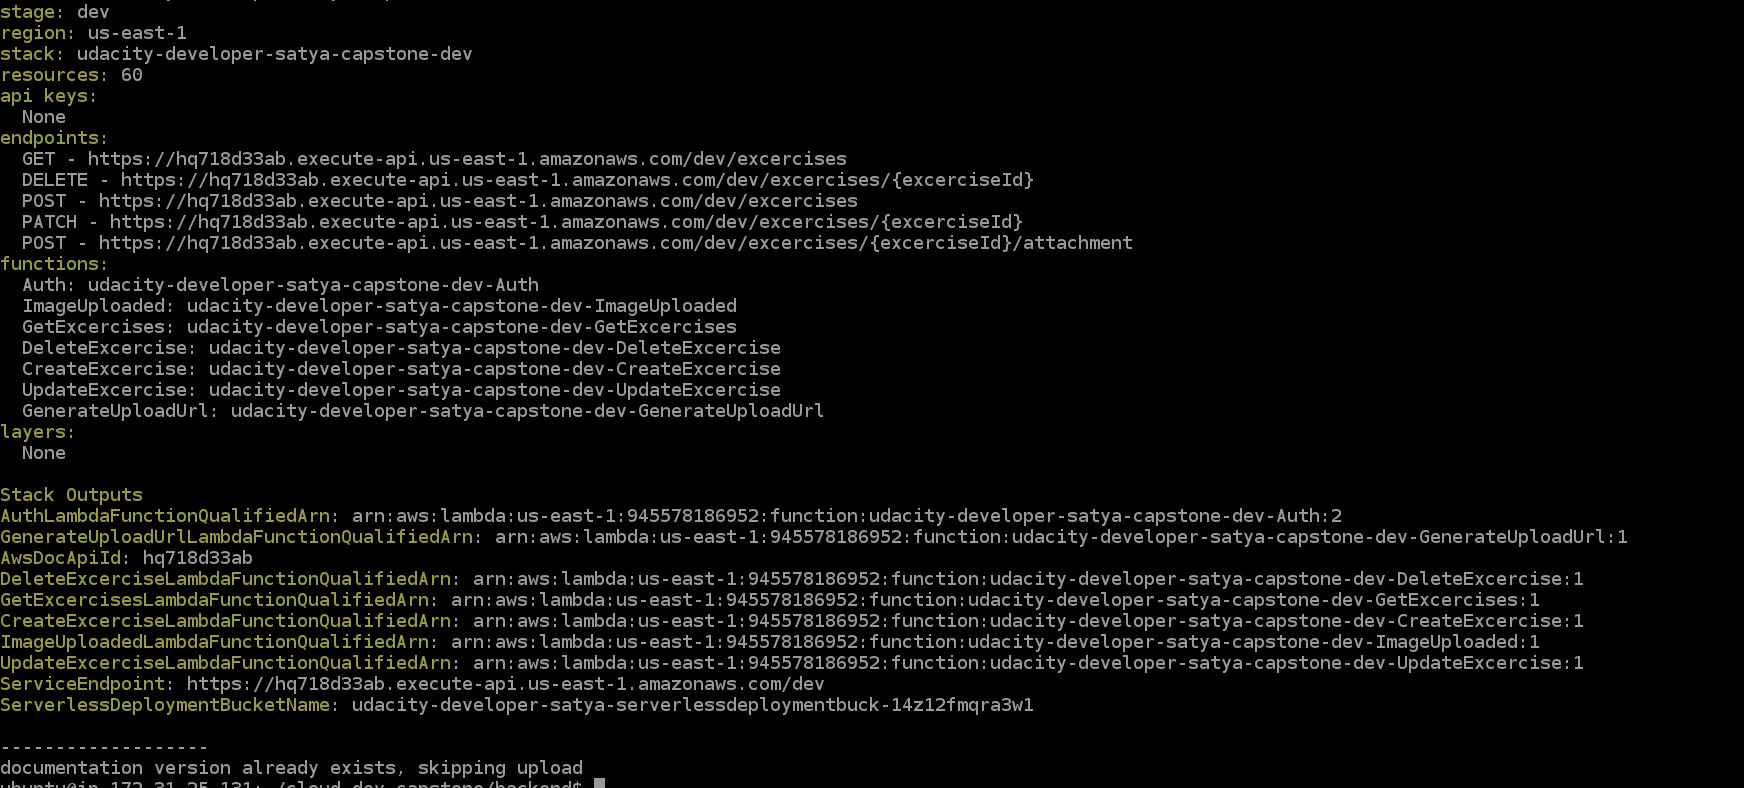 stage: dev
region: us-east-1
stack: udacity-developer-satya-capstone-dev
resources: 60
api keys:
  None
endpoints:
  GET - https://hq718d33ab.execute-api.us-east-1.amazonaws.com/dev/excercises
  DELETE - https://hq718d33ab.execute-api.us-east-1.amazonaws.com/dev/excercises/{excerciseId}
  POST - https://hq718d33ab.execute-api.us-east-1.amazonaws.com/dev/excercises
  PATCH - https://hq718d33ab.execute-api.us-east-1.amazonaws.com/dev/excercises/{excerciseId}
  POST - https://hq718d33ab.execute-api.us-east-1.amazonaws.com/dev/excercises/{excerciseId}/attachment
functions:
  Auth: udacity-developer-satya-capstone-dev-Auth
  ImageUploaded: udacity-developer-satya-capstone-dev-ImageUploaded
  GetExcercises: udacity-developer-satya-capstone-dev-GetExcercises
  DeleteExcercise: udacity-developer-satya-capstone-dev-DeleteExcercise
  CreateExcercise: udacity-developer-satya-capstone-dev-CreateExcercise
  UpdateExcercise: udacity-developer-satya-capstone-dev-UpdateExcercise
  GenerateUploadUrl: udacity-developer-satya-capstone-dev-GenerateUploadUrl
layers:
  None
Stack Outputs
AuthLambdaFunctionQualifiedArn: arn:aws:lambda:us-east-1:945578186952:function:udacity-developer-satya-capstone-dev-Auth:2
GenerateUploadUrlLambdaFunctionQualifiedArn: arn:aws:lambda:us-east-1:945578186952:function:udacity-developer-satya-capstone-dev-GenerateUploadUrl:1
AwsDocApiId: hq718d33ab
DeleteExcerciseLambdaFunctionQualifiedArn: arn:aws:lambda:us-east-1:945578186952:function:udacity-developer-satya-capstone-dev-DeleteExcercise:1
GetExcercisesLambdaFunctionQualifiedArn: arn:aws:lambda:us-east-1:945578186952:function:udacity-developer-satya-capstone-dev-GetExcercises:1
CreateExcerciseLambdaFunctionQualifiedArn: arn:aws:lambda:us-east-1:945578186952:function:udacity-developer-satya-capstone-dev-CreateExcercise:1
ImageUploadedLambdaFunctionQualifiedArn: arn:aws:lambda:us-east-1:945578186952:function:udacity-developer-satya-capstone-dev-ImageUploaded:1
UpdateExcerciseLambdaFunctionQualifiedArn: arn:aws:lambda:us-east-1:945578186952:function:udacity-developer-satya-capstone-dev-UpdateExcercise:1
ServiceEndpoint: https://hq718d33ab.execute-api.us-east-1.amazonaws.com/dev
ServerlessDeploymentBucketName: udacity-developer-satya-serverlessdeploymentbuck-14z12fmqra3w1
-------------------
documentation version already exists, skipping upload